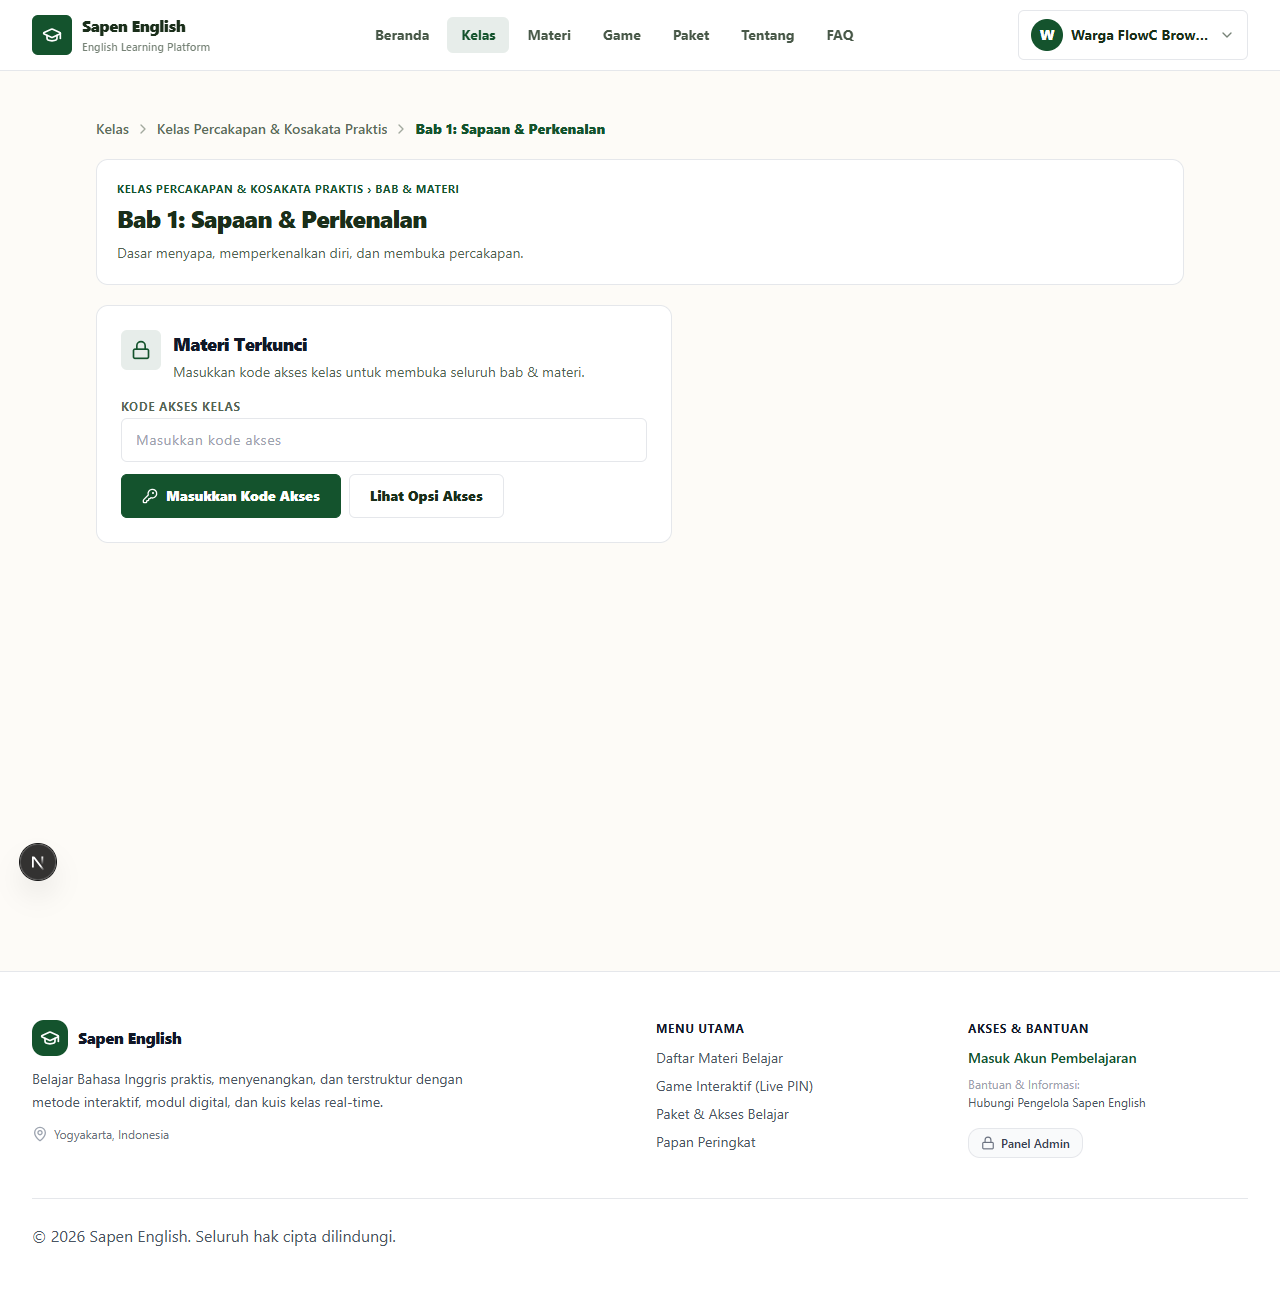 Sapen English
English Learning Platform
Beranda
Kelas
Materi
Game
Paket
Tentang
FAQ
W
Warga FlowC Brow...
Kelas
Kelas Percakapan & Kosakata Praktis
Bab 1: Sapaan & Perkenalan
KELAS PERCAKAPAN & KOSAKATA PRAKTIS › BAB & MATERI
Bab 1: Sapaan & Perkenalan
Dasar menyapa, memperkenalkan diri, dan membuka percakapan.
Materi Terkunci
Masukkan kode akses kelas untuk membuka seluruh bab & materi.
KODE AKSES KELAS
Masukkan kode akses
Masukkan Kode Akses
Lihat Opsi Akses
N
Sapen English
Belajar Bahasa Inggris praktis, menyenangkan, dan terstruktur dengan
metode interaktif, modul digital, dan kuis kelas real-time.
Yogyakarta, Indonesia
MENU UTAMA
Daftar Materi Belajar
Game Interaktif (Live PIN)
Paket & Akses Belajar
Papan Peringkat
AKSES & BANTUAN
Masuk Akun Pembelajaran
Bantuan & Informasi:
Hubungi Pengelola Sapen English
Panel Admin
© 2026 Sapen English. Seluruh hak cipta dilindungi.